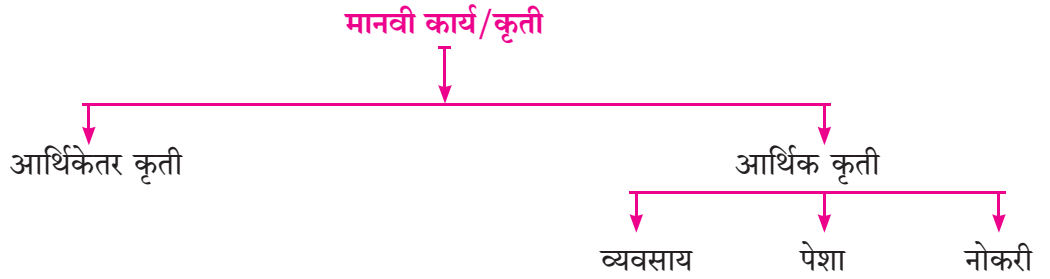 मानवी कार्य/कृती
आर्थिकेतर कृती आर्थिक कृती
व्यवसाय पेशा नोकरी